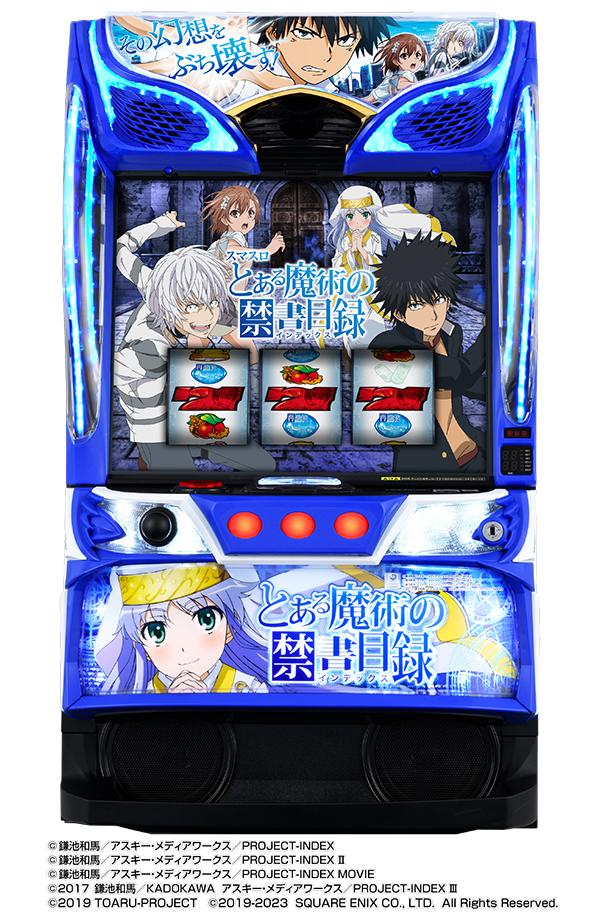 その幻想を
ぶち壊す!
スマスロ
とある魔術の
禁書目録
インデックス
とある魔術の
禁書目録
インデックス
©鎌池和馬／アスキー・メディアワークス／PROJECT-INDEX
©鎌池和馬／アスキー・メディアワークス／PROJECT-INDEX Ⅱ
©鎌池和馬／アスキー・メディアワークス／PROJECT-INDEX MOVIE
©2017 鎌池和馬／KADOKAWA アスキー・メディアワークス／PROJECT-INDEX Ⅲ
©2019 TOARU-PROJECT ©2019-2023 SQUARE ENIX CO., LTD. All Rights Reserved.